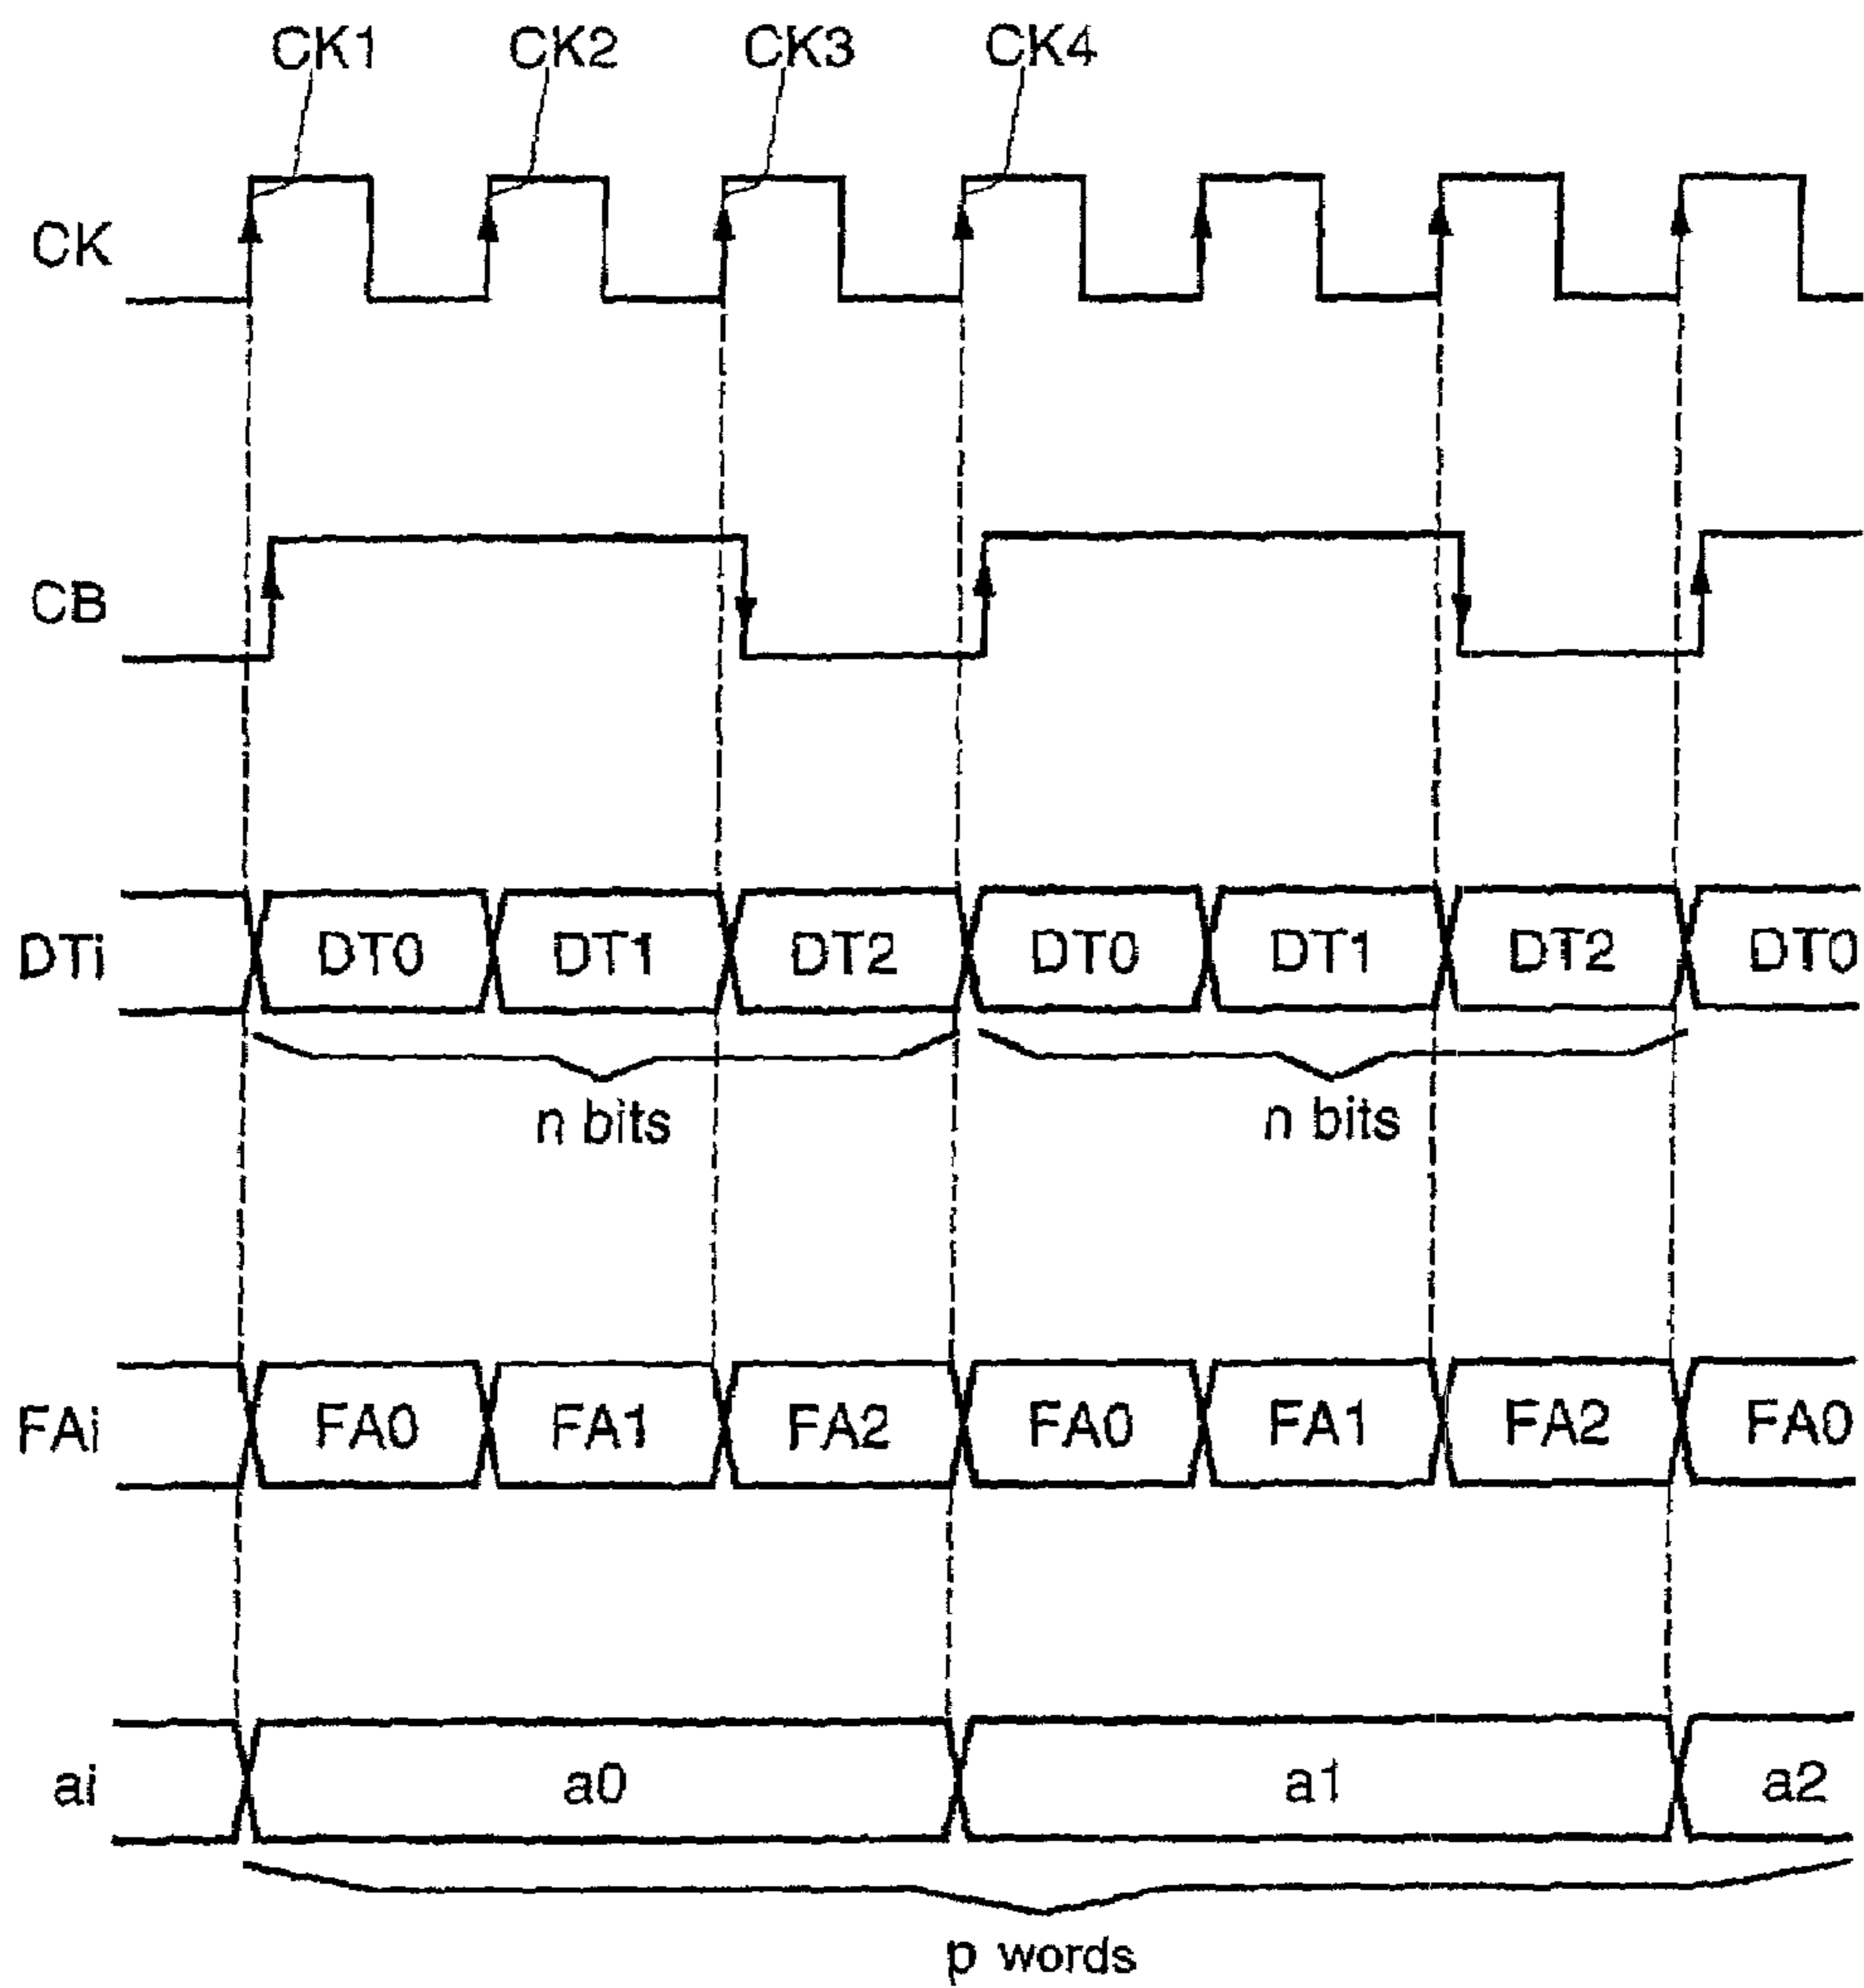 CK1 CK2 CK3 CK4
CK
CB
DTi DT0 DT1 DT2 DT0 DT1 DT2 DT0
n bits n bits
FAi FA0 FA1 FA2 FA0 FA1 FA2 FA0
ai a0 a1 a2
p words